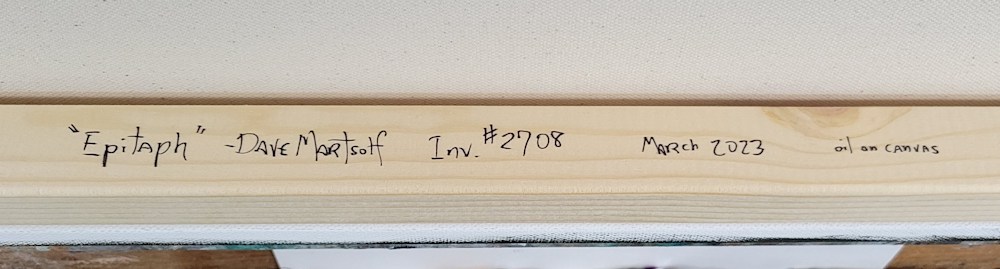 "Epitaph" - Dave Martsolf Inv. #2708 March 2023 oil on CANVAS